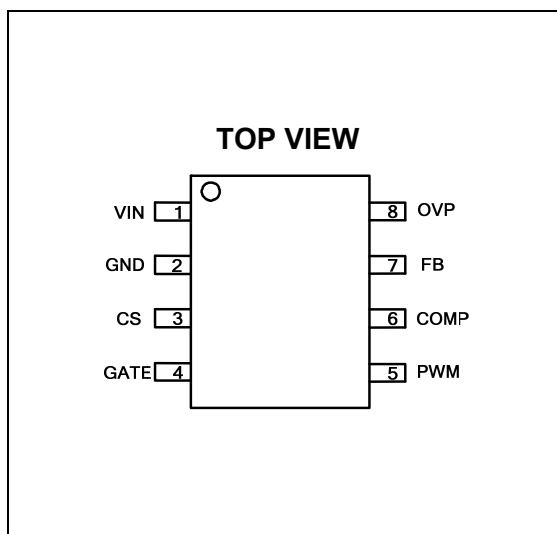 TOP VIEW
VIN 1 8 OVP
GND 2 7 FB
CS 3 6 COMP
GATE 4 5 PWM